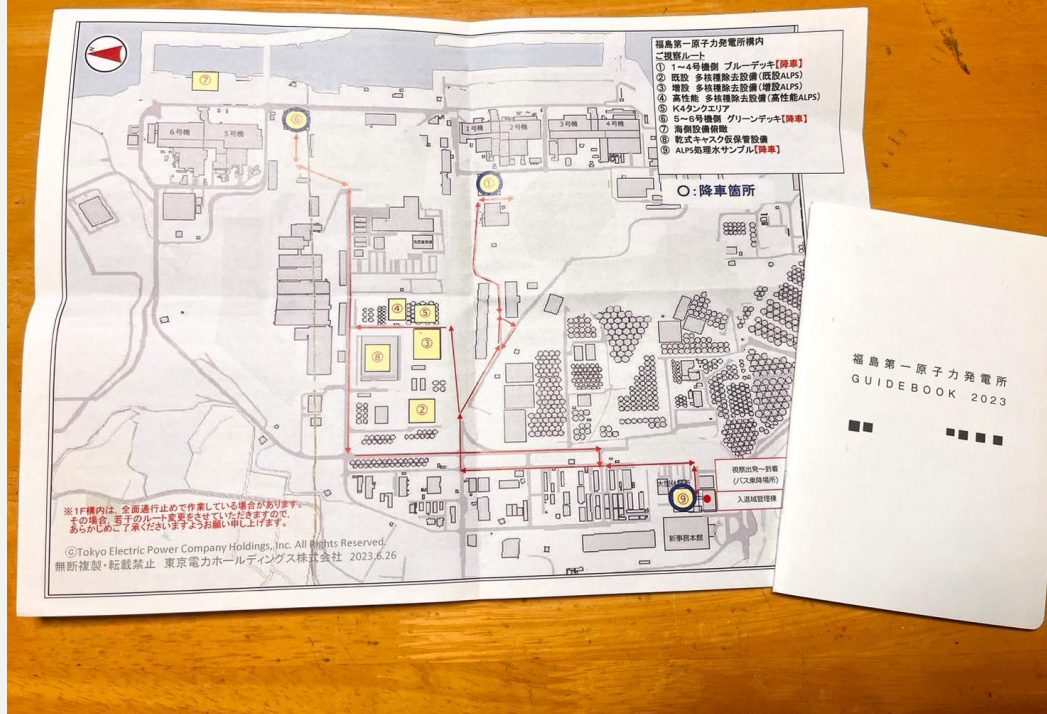 N
福島第一原子力発電所構内
ご視察ルート
① 1～4号機側 ブルーデッキ【降車】
② 既設 多核種除去設備(既設ALPS)
③ 増設 多核種除去設備(増設ALPS)
④ 高性能 多核種除去設備(高性能ALPS)
⑤ K4タンクエリア
⑥ 5～6号機側 グリーンデッキ【降車】
⑦ 海側設備俯瞰
⑧ 乾式キャスク仮保管設備
⑨ ALPS処理水サンプル【降車】
〇：降車箇所
⑦
⑥
6号機
5号機
1号機
2号機
3号機
4号機
①
④
⑤
③
⑧
②
視察出発～到着
(バス乗降場所)
入退域管理棟
⑨
新事務本館
※1F構内は、全面通行止めで作業している場合があります。
その場合、若干のルート変更をさせていただきますので、
あらかじめご了承くださいますようお願い申し上げます。
©Tokyo Electric Power Company Holdings, Inc. All Rights Reserved.
無断複製・転載禁止 東京電力ホールディングス株式会社 2023.6.26
福島第一原子力発電所
GUIDEBOOK 2023